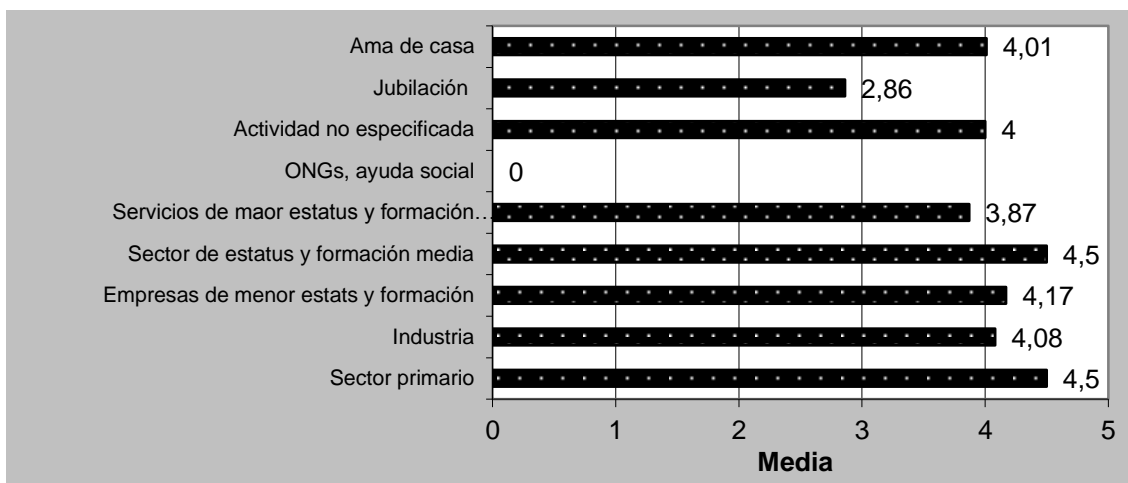 Ama de casa
4,01
Jubilación
2,86
Actividad no especificada
4
ONGs, ayuda social
0
Servicios de maor estatus y formación...
3,87
Sector de estatus y formación media
4,5
Empresas de menor estats y formación
4,17
Industria
4,08
Sector primario
4,5
0 1 2 3 4 5
Media